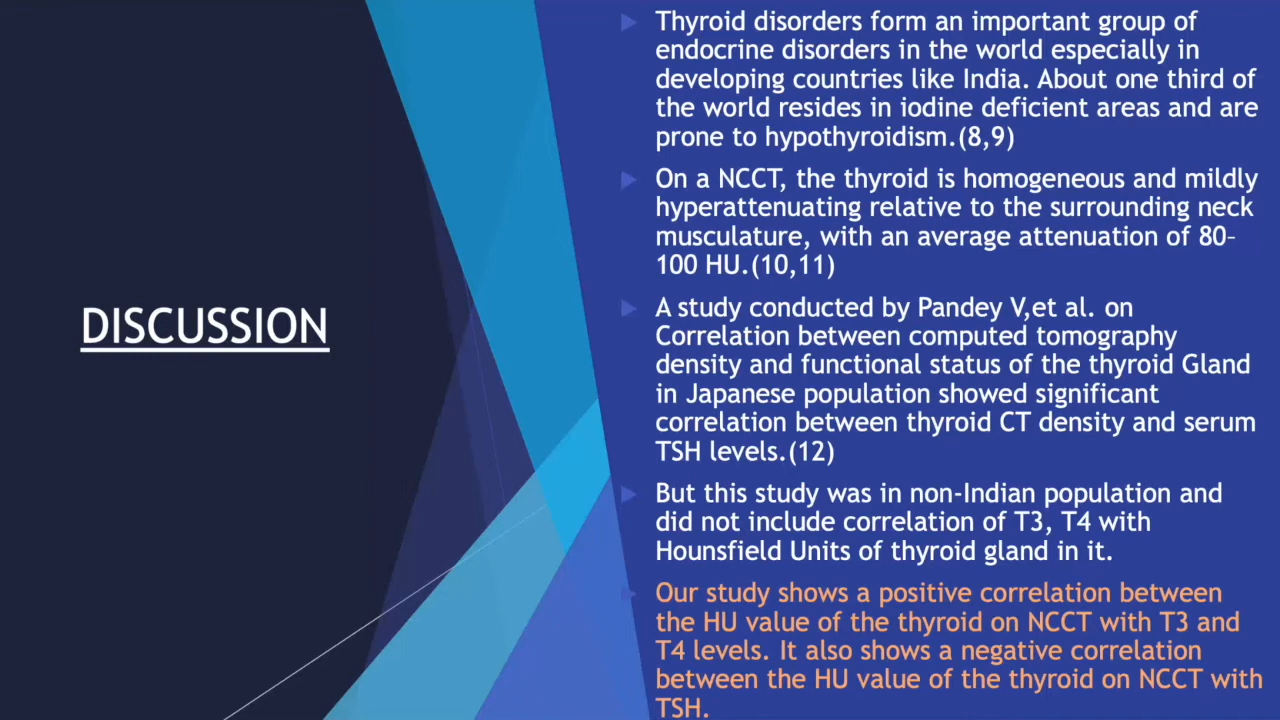 DISCUSSION
Thyroid disorders form an important group of
endocrine disorders in the world especially in
developing countries like India. About one third of
the world resides in iodine deficient areas and are
prone to hypothyroidism.(8,9)
On a NCCT, the thyroid is homogeneous and mildly
hyperattenuating relative to the surrounding neck
musculature, with an average attenuation of 80–
100 HU.(10,11)
A study conducted by Pandey V,et al. on
Correlation between computed tomography
density and functional status of the thyroid Gland
in Japanese population showed significant
correlation between thyroid CT density and serum
TSH levels.(12)
But this study was in non-Indian population and
did not include correlation of T3, T4 with
Hounsfield Units of thyroid gland in it.
Our study shows a positive correlation between
the HU value of the thyroid on NCCT with T3 and
T4 levels. It also shows a negative correlation
between the HU value of the thyroid on NCCT with
TSH.